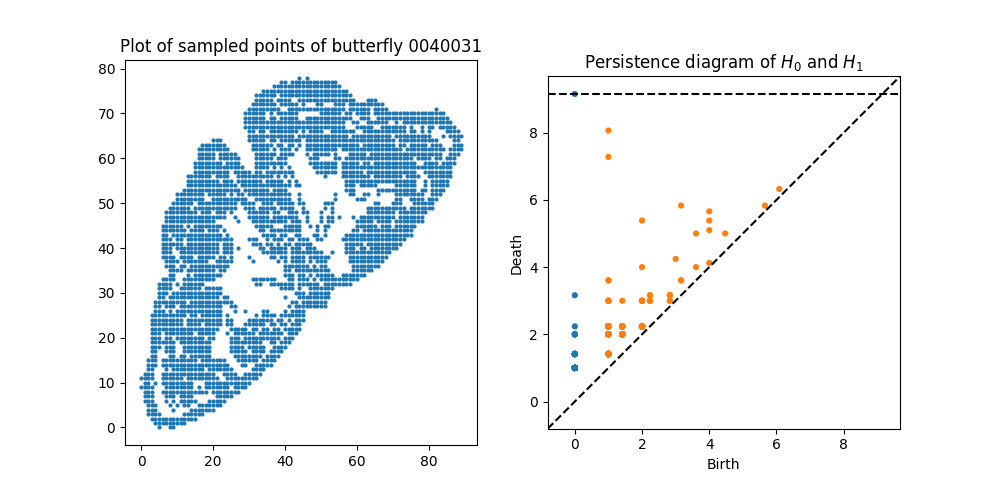 Plot of sampled points of butterfly 0040031
80
70
60
50
40
30
20
10
0
0 20 40 60 80
Persistence diagram of H₀ and H₁
Death
8
6
4
2
0
0 2 4 6 8
Birth